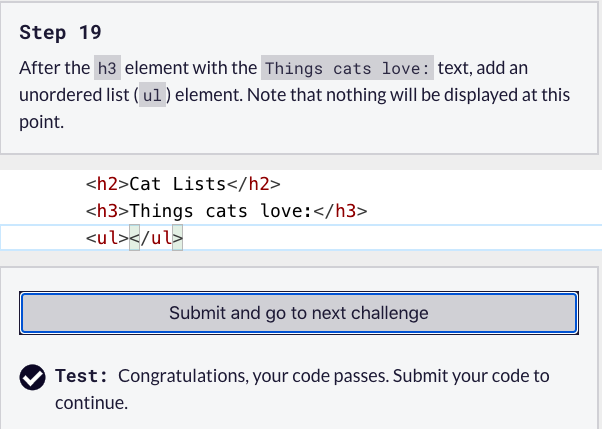 Step 19
After the h3 element with the Things cats love: text, add an
unordered list ( ul ) element. Note that nothing will be displayed at this
point.
<h2>Cat Lists</h2>
<h3>Things cats love:</h3>
<ul></ul>
Submit and go to next challenge
Test: Congratulations, your code passes. Submit your code to
continue.